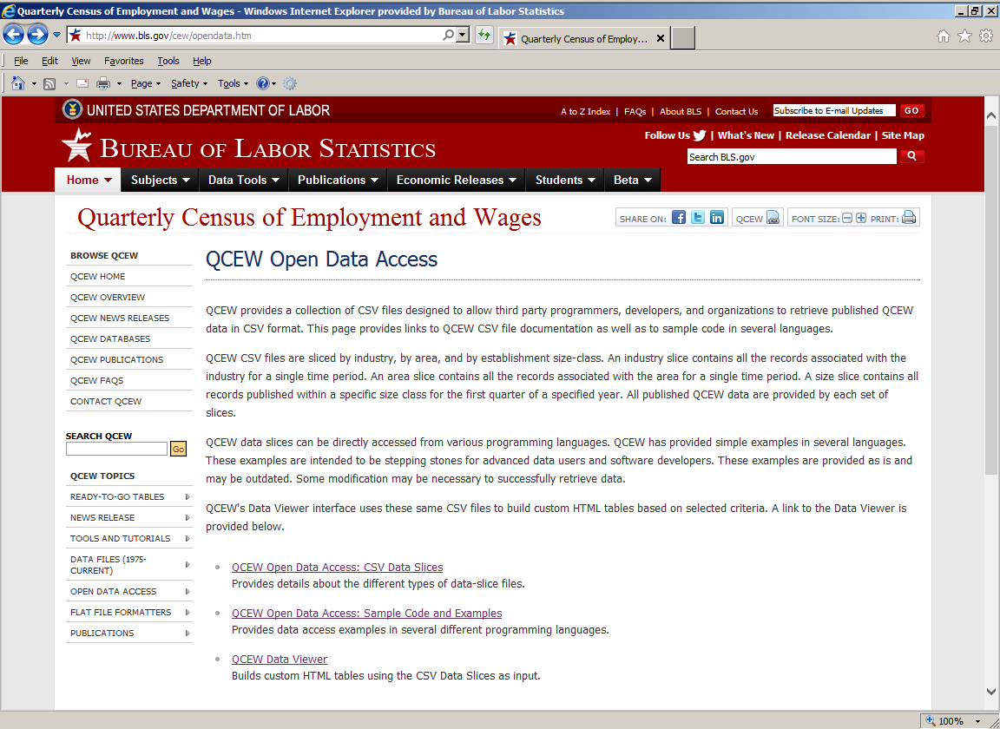 Quarterly Census of Employment and Wages - Windows Internet Explorer provided by Bureau of Labor Statistics
http://www.bls.gov/cew/opendata.htm
Quarterly Census of Employ...
File Edit View Favorites Tools Help
Page Safety Tools
UNITED STATES DEPARTMENT OF LABOR
A to Z Index | FAQs | About BLS | Contact Us Subscribe to E-mail Updates GO
BUREAU OF LABOR STATISTICS
Follow Us | What's New | Release Calendar | Site Map
Search BLS.gov
Home Subjects Data Tools Publications Economic Releases Students Beta
Quarterly Census of Employment and Wages
SHARE ON: QCEW FONT SIZE: PRINT:
BROWSE QCEW
QCEW HOME
QCEW OVERVIEW
QCEW NEWS RELEASES
QCEW DATABASES
QCEW PUBLICATIONS
QCEW FAQS
CONTACT QCEW
SEARCH QCEW
Go
QCEW TOPICS
READY-TO-GO TABLES
NEWS RELEASE
TOOLS AND TUTORIALS
DATA FILES (1975-
CURRENT)
OPEN DATA ACCESS
FLAT FILE FORMATTERS
PUBLICATIONS
QCEW Open Data Access
QCEW provides a collection of CSV files designed to allow third party programmers, developers, and organizations to retrieve published QCEW
data in CSV format. This page provides links to QCEW CSV file documentation as well as to sample code in several languages.
QCEW CSV files are sliced by industry, by area, and by establishment size-class. An industry slice contains all the records associated with the
industry for a single time period. An area slice contains all the records associated with the area for a single time period. A size slice contains all
records published within a specific size class for the first quarter of a specified year. All published QCEW data are provided by each set of
slices.
QCEW data slices can be directly accessed from various programming languages. QCEW has provided simple examples in several languages.
These examples are intended to be stepping stones for advanced data users and software developers. These examples are provided as is and
may be outdated. Some modification may be necessary to successfully retrieve data.
QCEW's Data Viewer interface uses these same CSV files to build custom HTML tables based on selected criteria. A link to the Data Viewer is
provided below.
QCEW Open Data Access: CSV Data Slices
Provides details about the different types of data-slice files.
QCEW Open Data Access: Sample Code and Examples
Provides data access examples in several different programming languages.
QCEW Data Viewer
Builds custom HTML tables using the CSV Data Slices as input.
100%